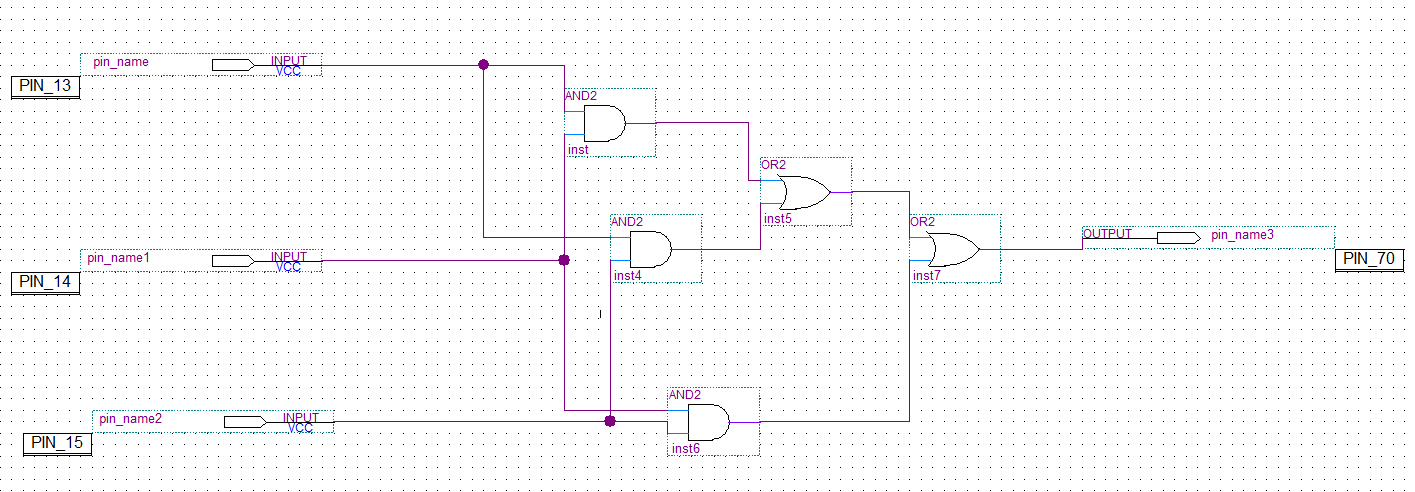 pin_name
INPUT
VCC
PIN_13
AND2
inst
OR2
inst5
AND2
inst4
OR2
inst7
OUTPUT
pin_name3
PIN_70
pin_name1
INPUT
VCC
PIN_14
AND2
inst6
pin_name2
INPUT
VCC
PIN_15